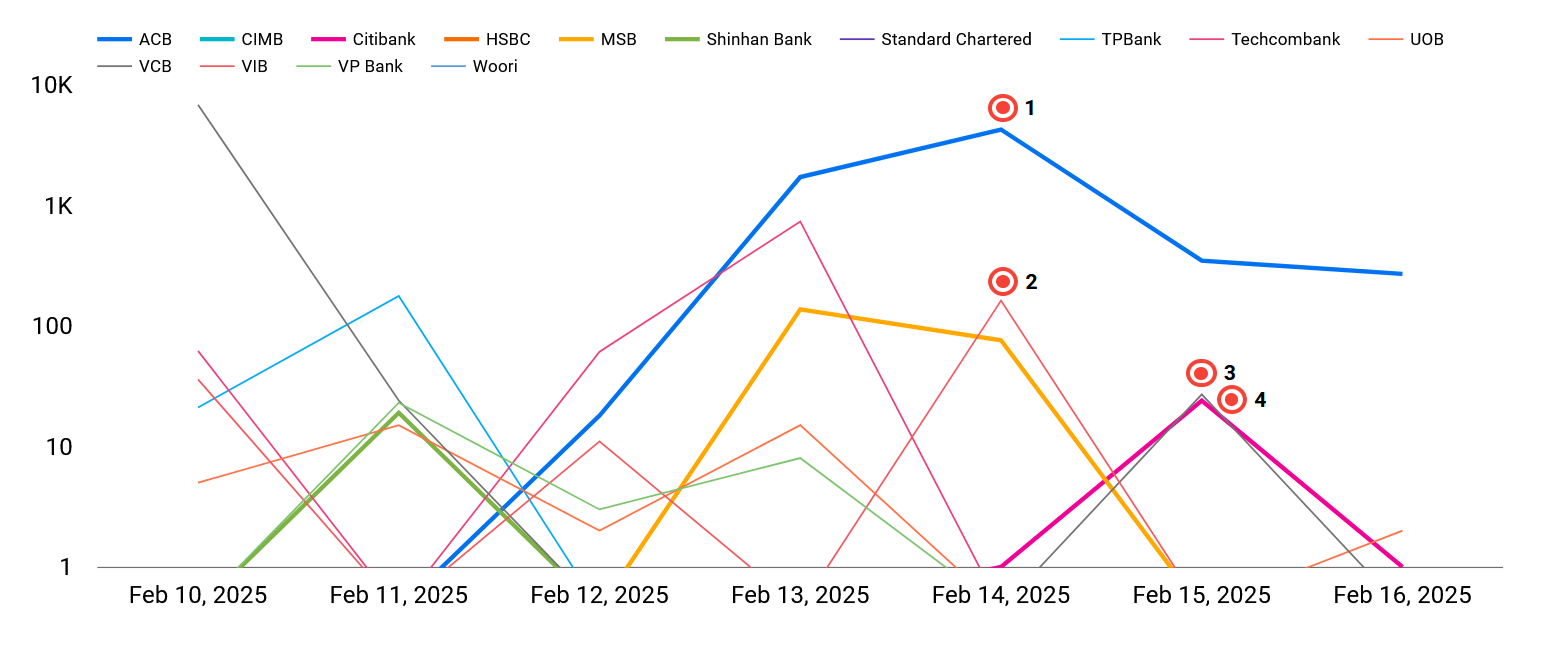 ACB CIMB Citibank HSBC MSB Shinhan Bank Standard Chartered TPBank Techcombank UOB
VCB VIB VP Bank Woori
10K
1
1K
2
100
3
4
10
1
Feb 10, 2025 Feb 11, 2025 Feb 12, 2025 Feb 13, 2025 Feb 14, 2025 Feb 15, 2025 Feb 16, 2025